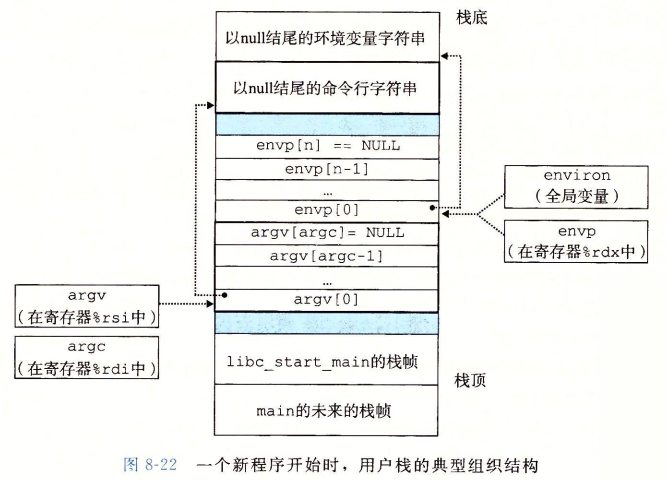 栈底
以null结尾的环境变量字符串
以null结尾的命令行字符串
envp[n] == NULL
envp[n-1]
…
envp[0]
argv[argc]= NULL
argv[argc-1]
…
argv[0]
libc_start_main的栈帧
main的未来的栈帧
environ
(全局变量)
envp
(在寄存器%rdx中)
argv
(在寄存器%rsi中)
argc
(在寄存器%rdi中)
栈顶
图 8-22 一个新程序开始时，用户栈的典型组织结构